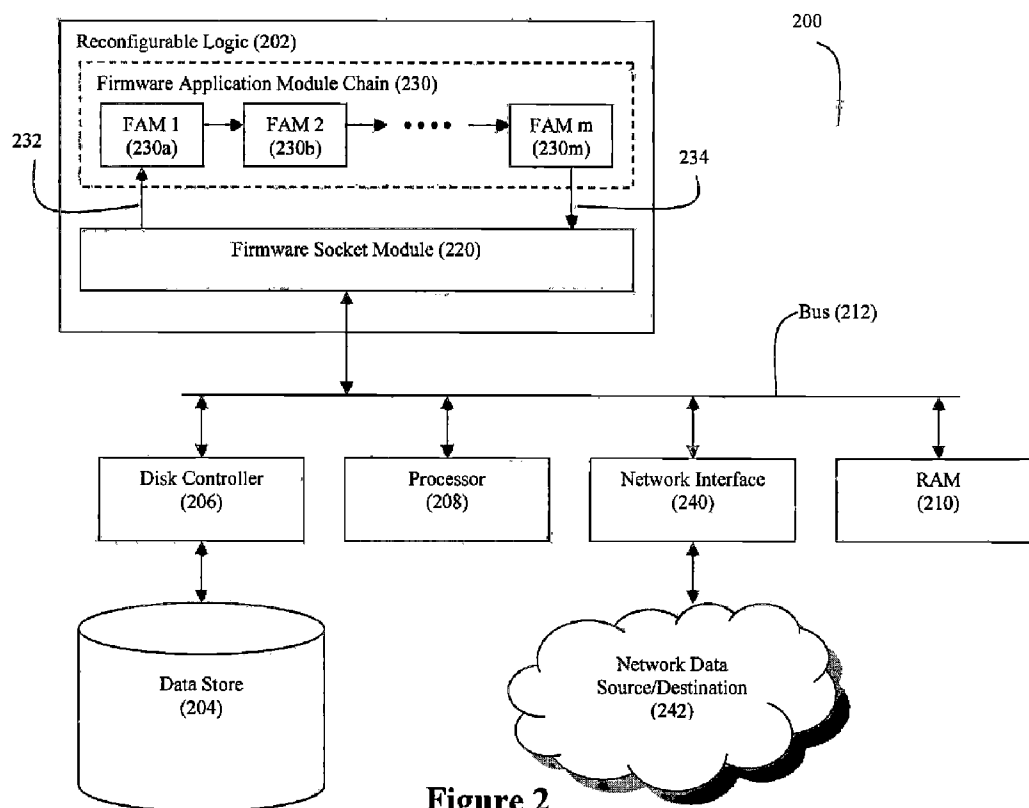 200
Reconfigurable Logic (202)
Firmware Application Module Chain (230)
FAM 1
(230a)
FAM 2
(230b)
FAM m
(230m)
232
234
Firmware Socket Module (220)
Bus (212)
Disk Controller
(206)
Processor
(208)
Network Interface
(240)
RAM
(210)
Data Store
(204)
Network Data
Source/Destination
(242)
Figure 2